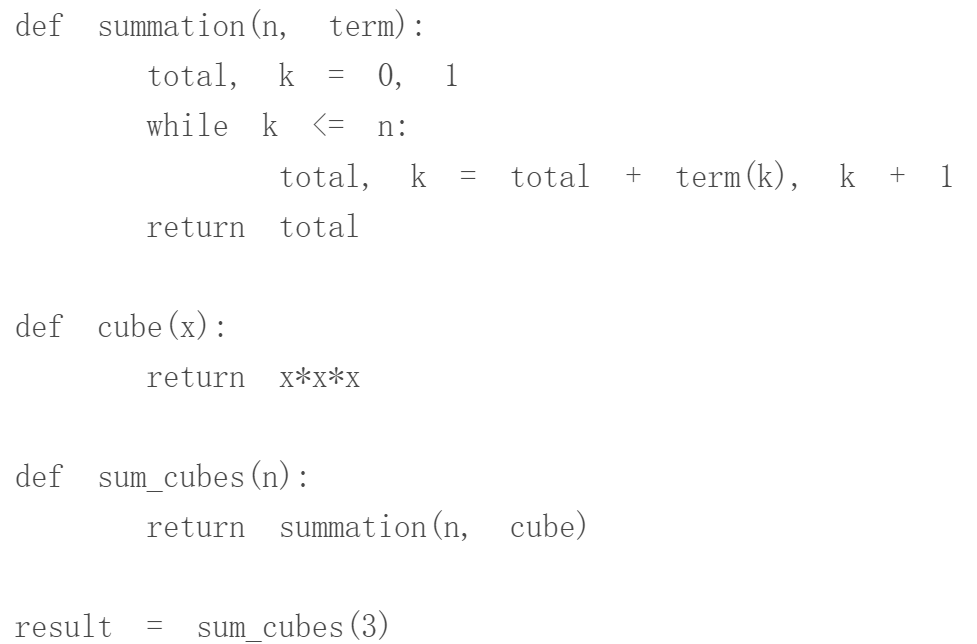 def summation(n, term):
        total, k = 0, 1
        while k <= n:
                total, k = total + term(k), k + 1
        return total

def cube(x):
        return x*x*x

def sum_cubes(n):
        return summation(n, cube)

result = sum_cubes(3)